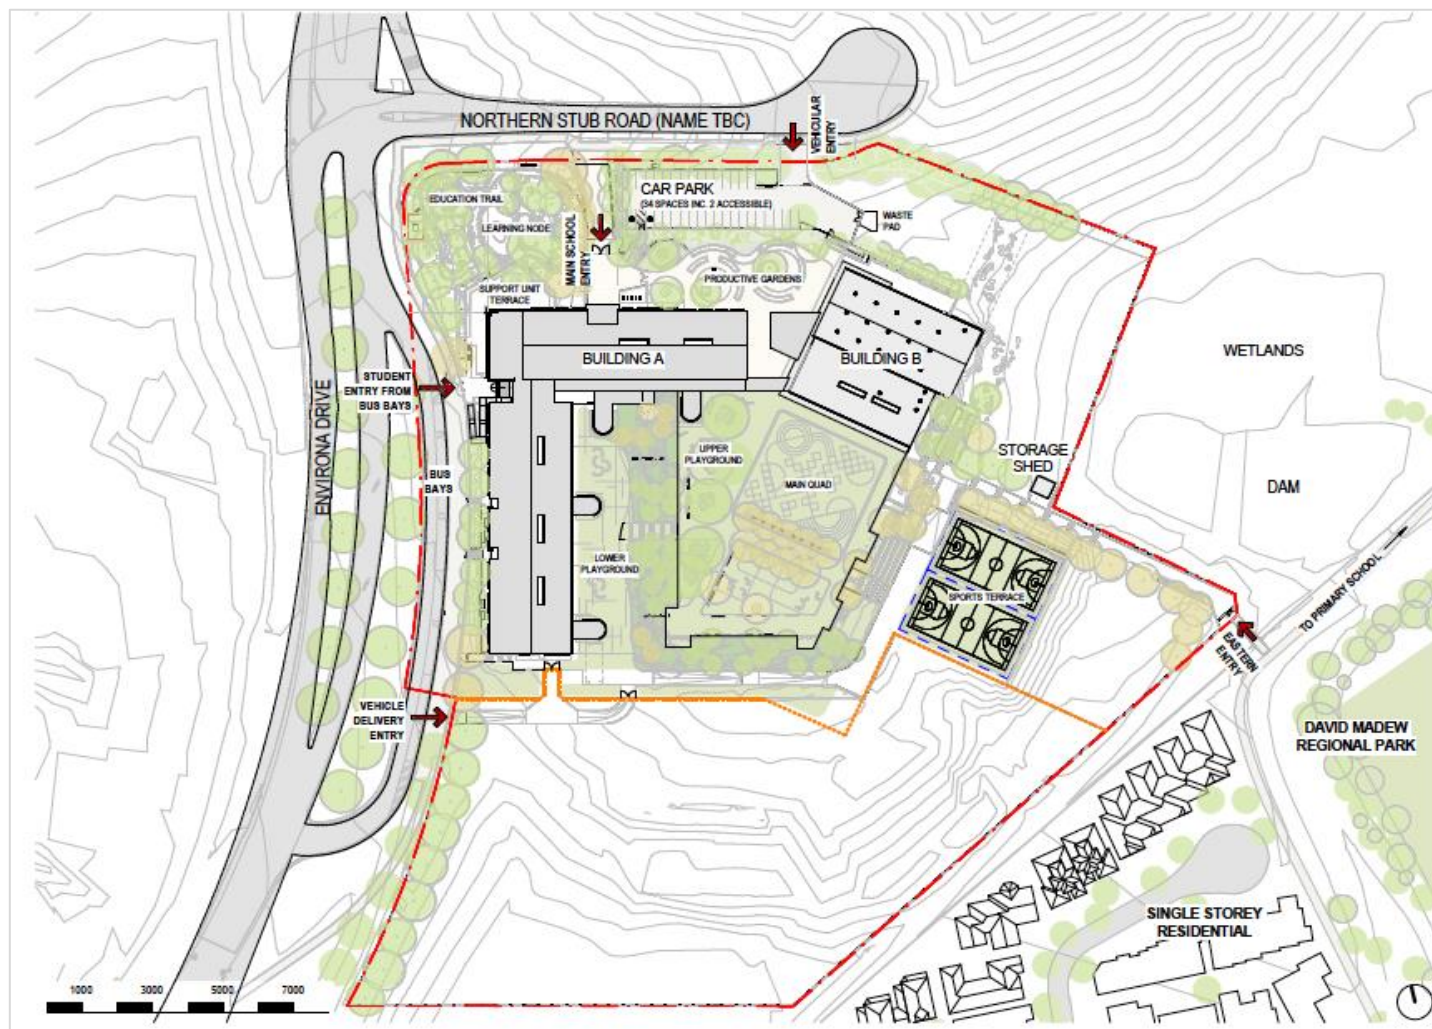 NORTHERN STUB ROAD (NAME TBC)
VEHICULAR
ENTRY
EDUCATION TRAIL
CAR PARK
(34 SPACES INC. 2 ACCESSIBLE)
LEARNING NODE
MAIN SCHOOL
ENTRY
WASTE
PAD
SUPPORT UNIT
TERRACE
PRODUCTIVE GARDENS
BUILDING A
BUILDING B
WETLANDS
STUDENT
ENTRY FROM
BUS BAYS
ENVIRONA DRIVE
BUS
BAYS
UPPER
PLAYGROUND
MAIN QUAD
STORAGE
SHED
DAM
LOWER
PLAYGROUND
SPORTS TERRACE
TO PRIMARY SCHOOL
EASTERN
ENTRY
VEHICLE
DELIVERY
ENTRY
DAVID MADEW
REGIONAL PARK
SINGLE STOREY
RESIDENTIAL
1000 3000 5000 7000